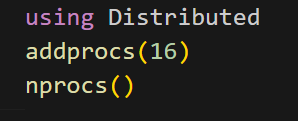 using Distributed
addprocs(16)
nprocs()